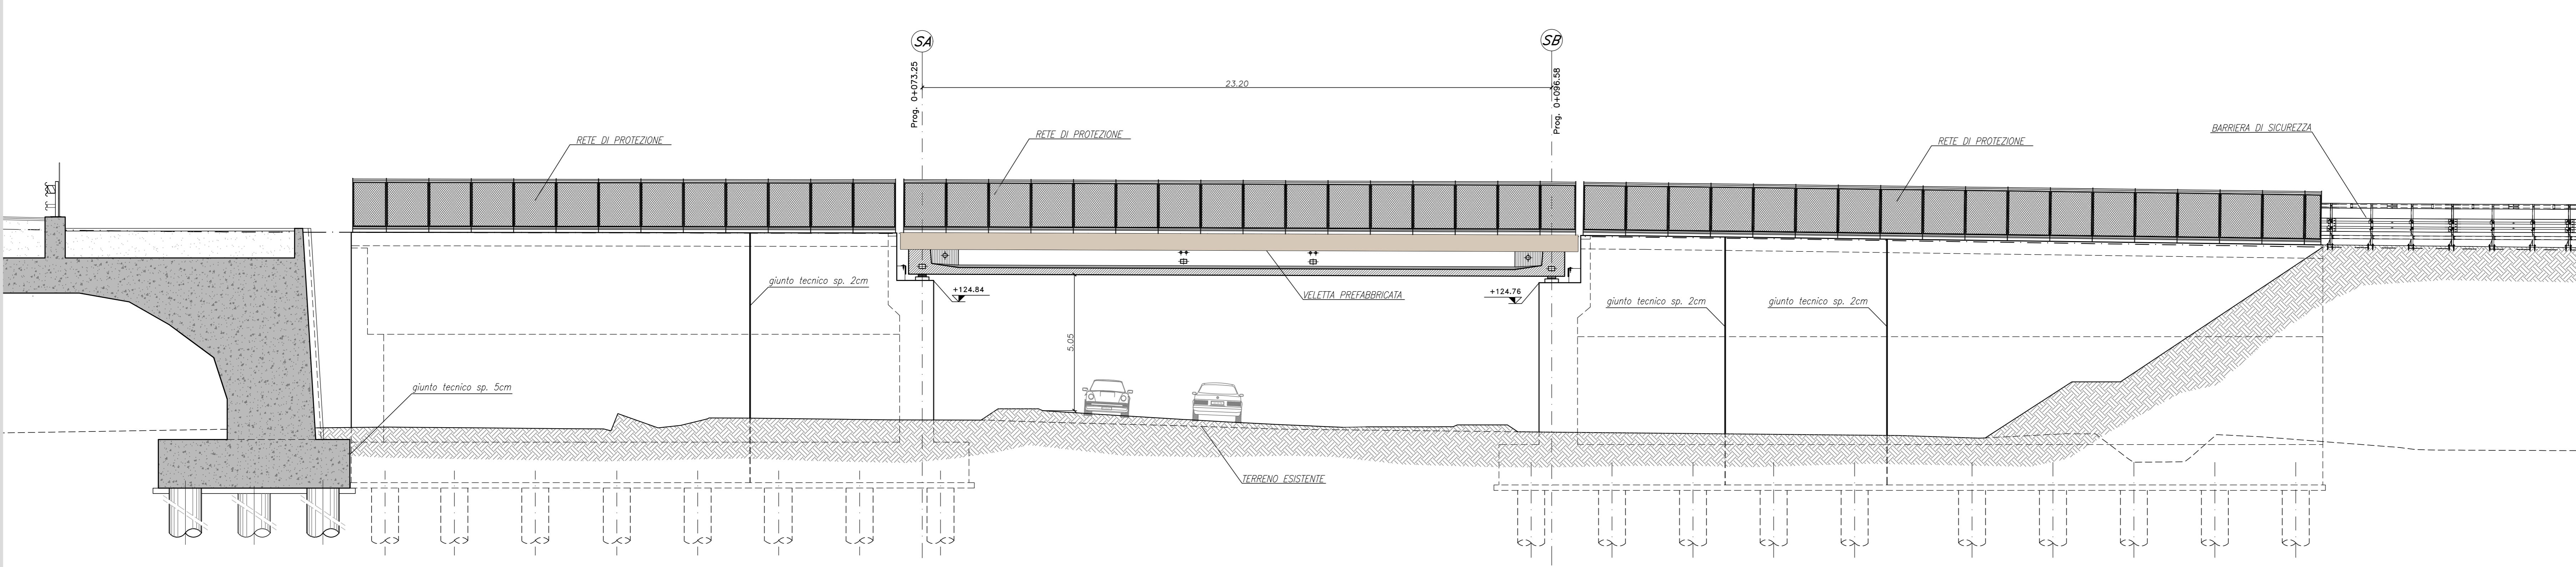 SA
SB
Prog. 0+073.25
23.20
Prog. 0+096.58
RETE DI PROTEZIONE
RETE DI PROTEZIONE
RETE DI PROTEZIONE
BARRIERA DI SICUREZZA
giunto tecnico sp. 2cm
+124.84
VELETTA PREFABBRICATA
+124.76
giunto tecnico sp. 2cm
giunto tecnico sp. 2cm
5.05
giunto tecnico sp. 5cm
TERRENO ESISTENTE